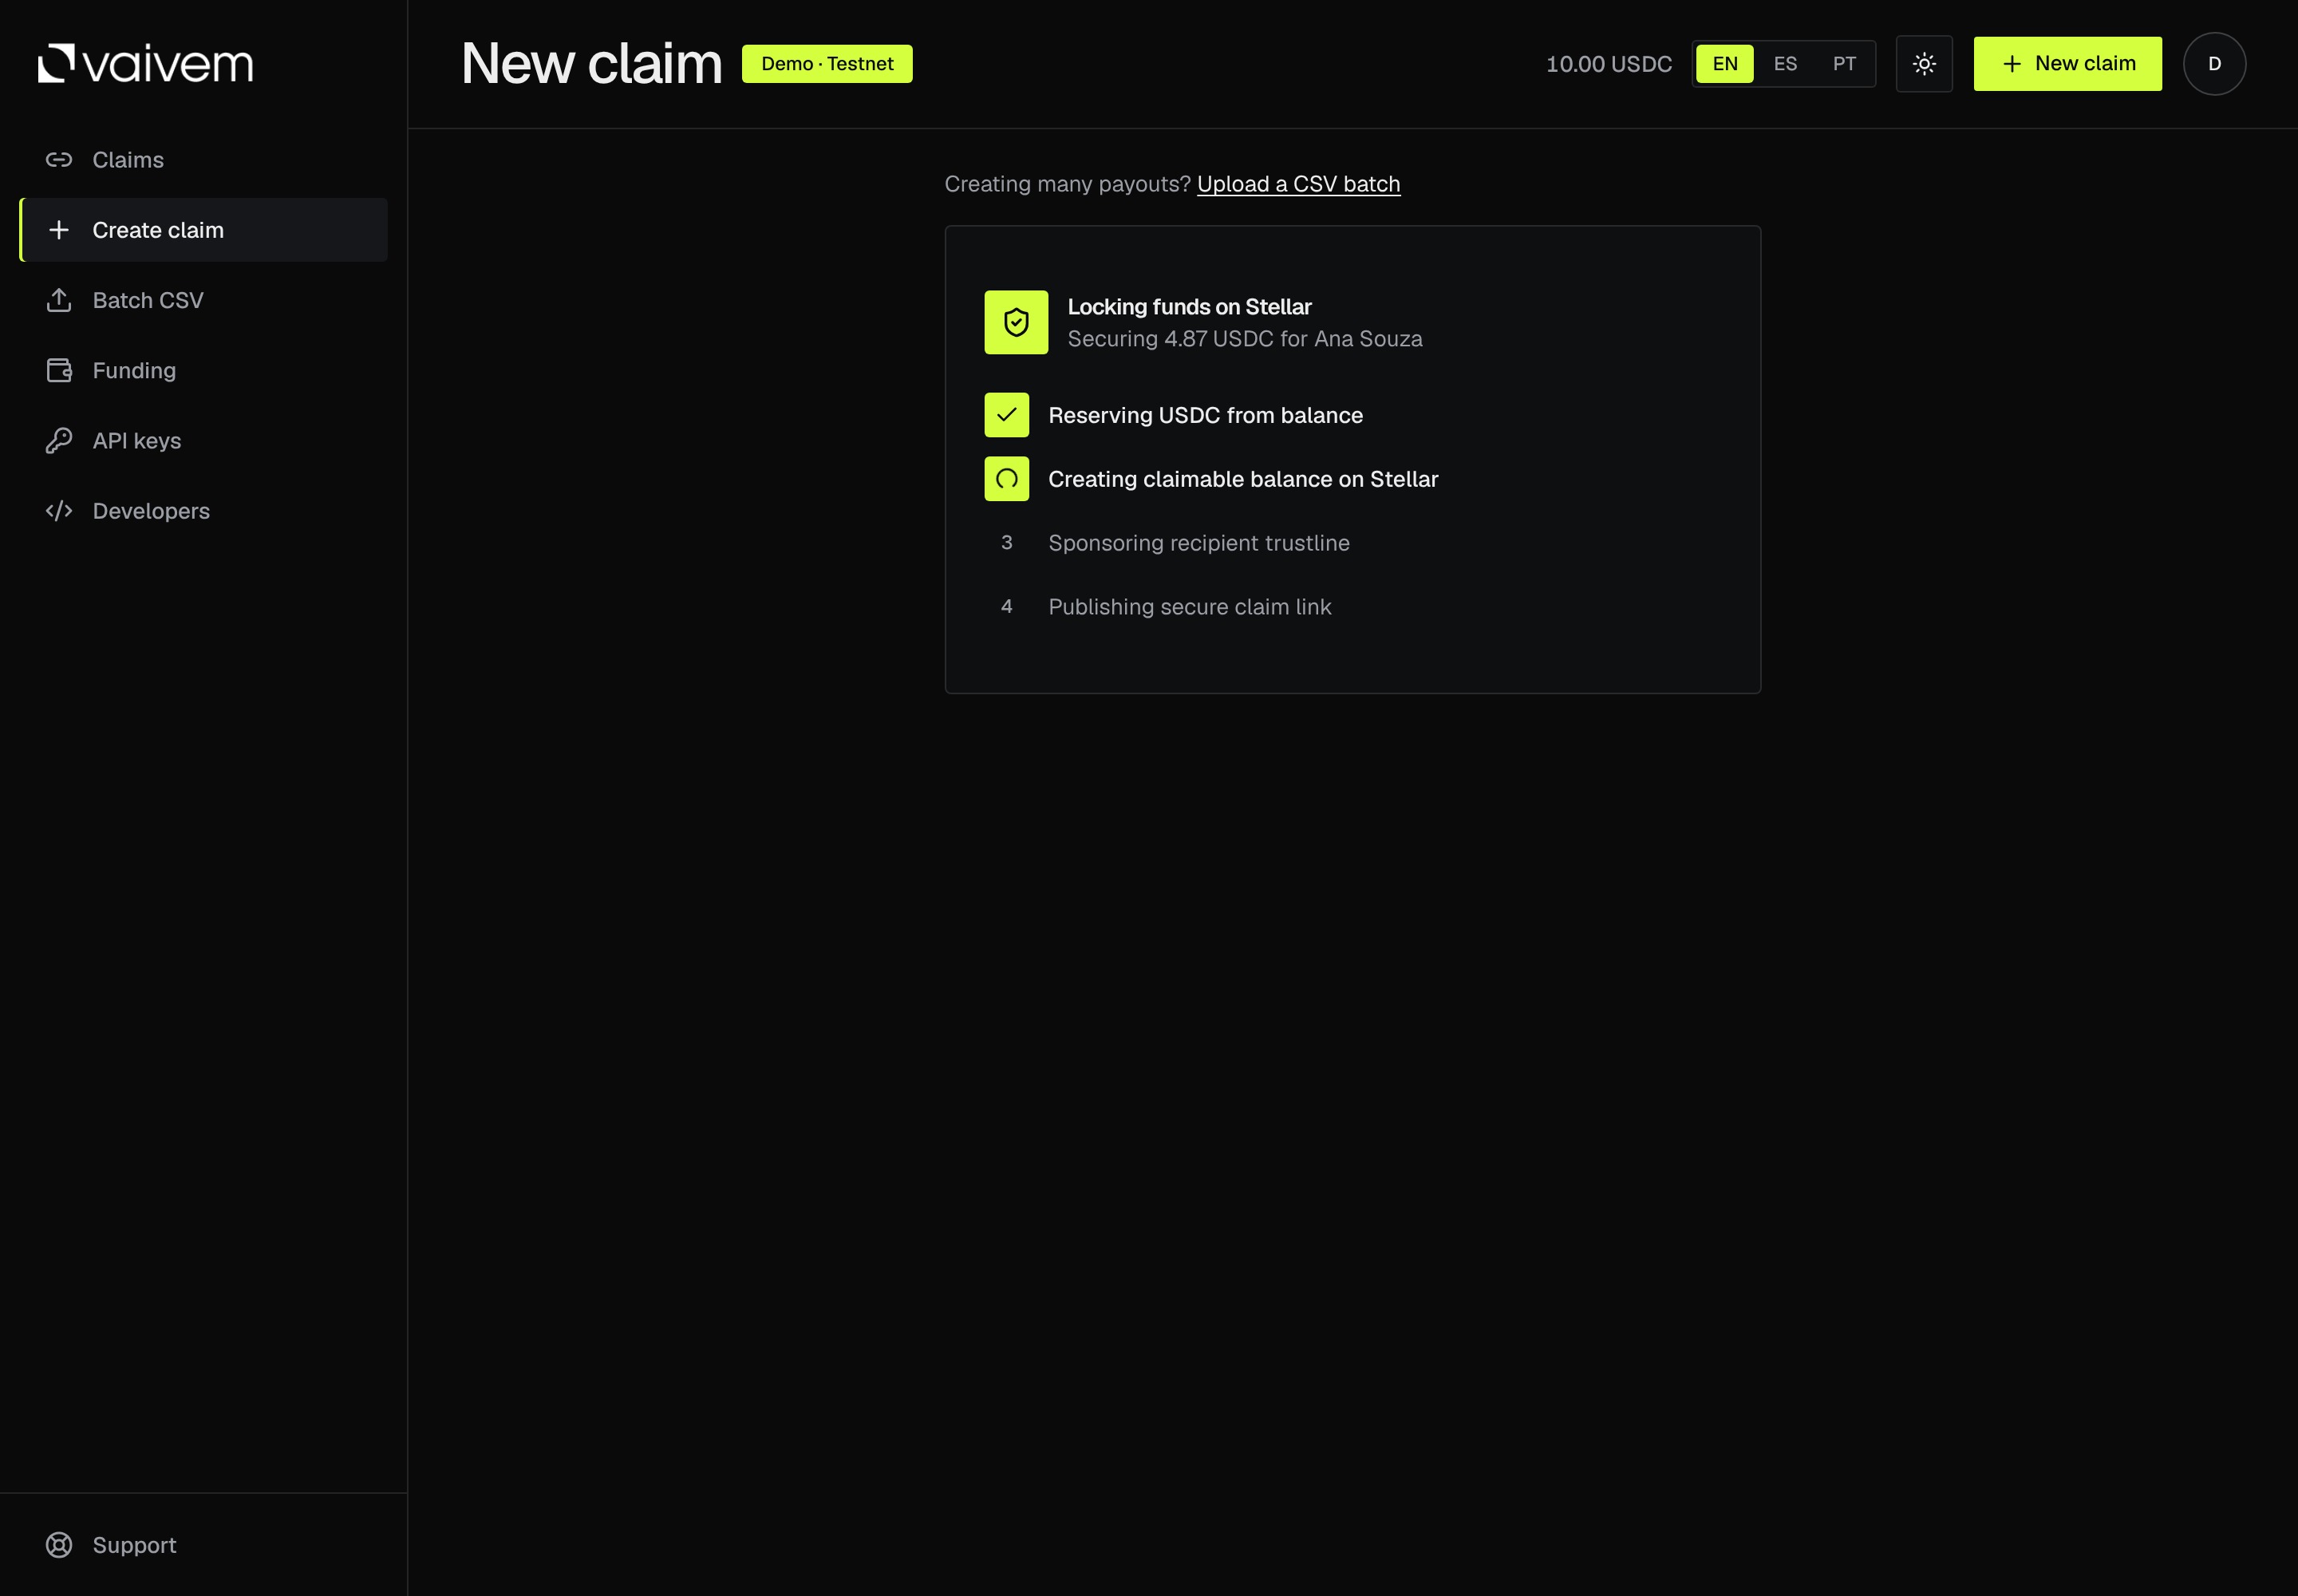 vaivem
Claims
Create claim
Batch CSV
Funding
API keys
Developers
Support
New claim
Demo · Testnet
10.00 USDC
EN ES PT
New claim
D
Creating many payouts? Upload a CSV batch
Locking funds on Stellar
Securing 4.87 USDC for Ana Souza
Reserving USDC from balance
Creating claimable balance on Stellar
3 Sponsoring recipient trustline
4 Publishing secure claim link